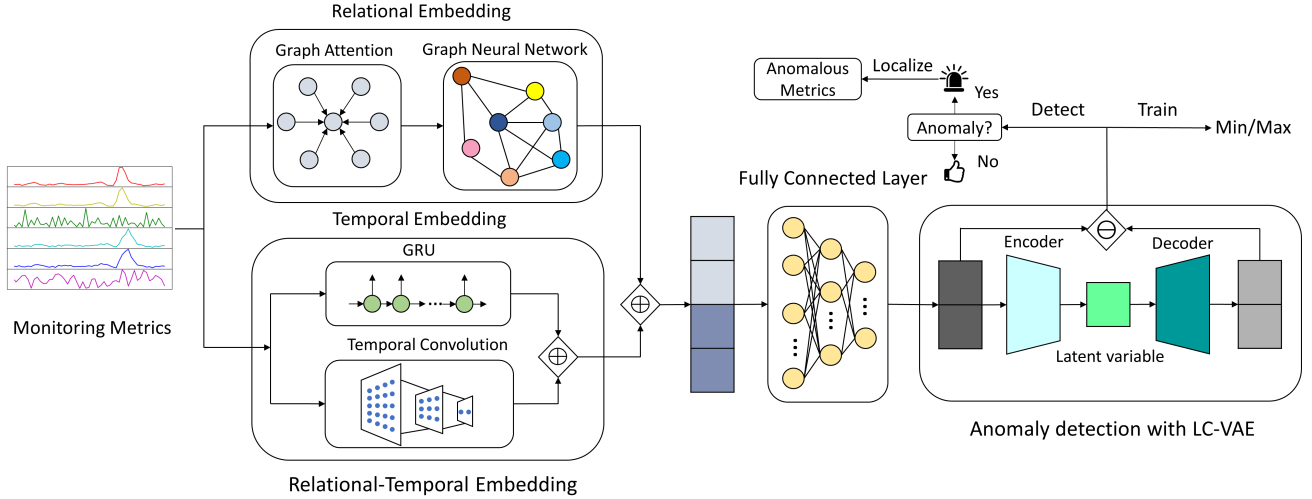 Relational Embedding
Graph Attention
Graph Neural Network
Monitoring Metrics
Temporal Embedding
GRU
...
Temporal Convolution
Relational-Temporal Embedding
Fully Connected Layer
Anomalous
Metrics
Localize
Yes
Anomaly?
No
Detect
Train
Min/Max
Encoder
Decoder
Latent variable
Anomaly detection with LC-VAE